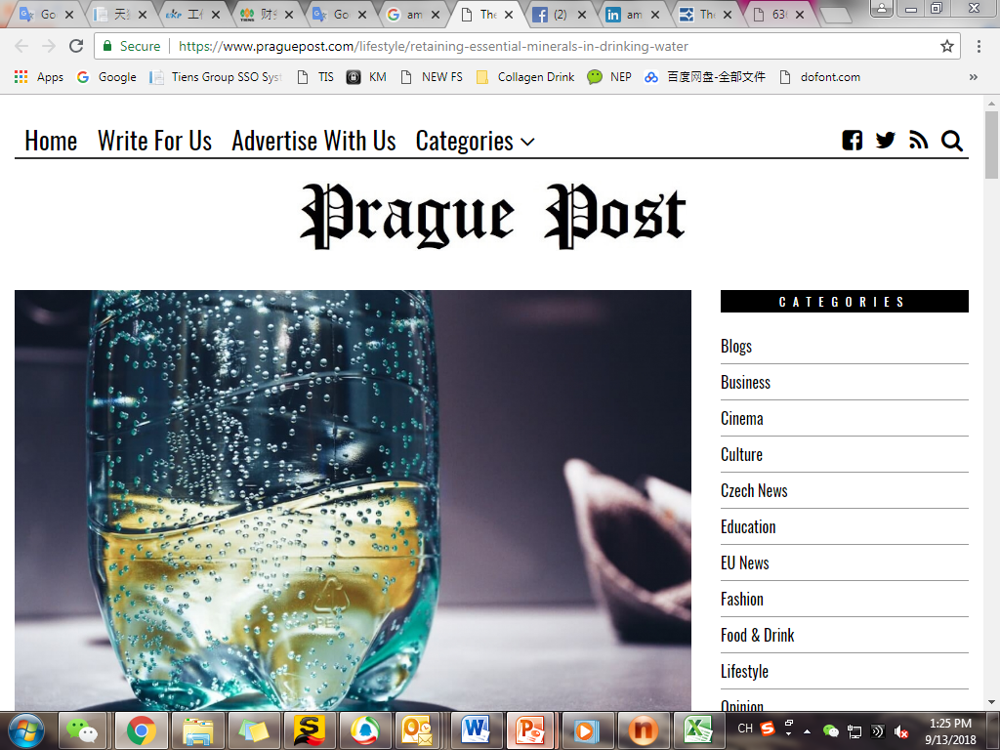 Go
天
ekp
工
TIENS
财
Go
am
The
(2)
am
The
Secure
https://www.praguepost.com/lifestyle/retaining-essential-minerals-in-drinking-water
Apps
Google
Tiens Group SSO Syst
TIS
KM
NEW FS
Collagen Drink
NEP
百度网盘-全部文件
dofont.com
»
Home
Write For Us
Advertise With Us
Categories
Prague Post
CATEGORIES
Blogs
Business
Cinema
Culture
Czech News
Education
EU News
Fashion
Food & Drink
Lifestyle
Opinion
CH
1:25 PM
9/13/2018